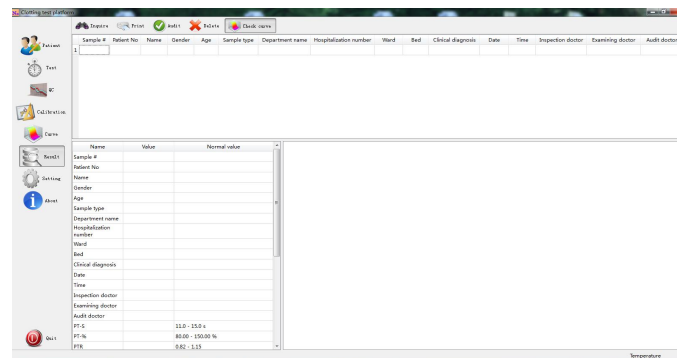 Clotting test platform
Inquire Print Audit Delete Check curve
Sample # Patient No Name Gender Age Sample type Department name Hospitalization number Ward Bed Clinical diagnosis Date Time Inspection doctor Examining doctor Audit doctor
1
Patient
Test
QC
Calibration
Curve
Result
Setting
About
Quit
Name Value Normal value
Sample #
Patient No
Name
Gender
Age
Sample type
Department name
Hospitalization
number
Ward
Bed
Clinical diagnosis
Date
Time
Inspection doctor
Examining doctor
Audit doctor
PT-S 11.0 - 15.0 s
PT-% 80.00 - 150.00 %
PTR 0.82 - 1.15
Temperature